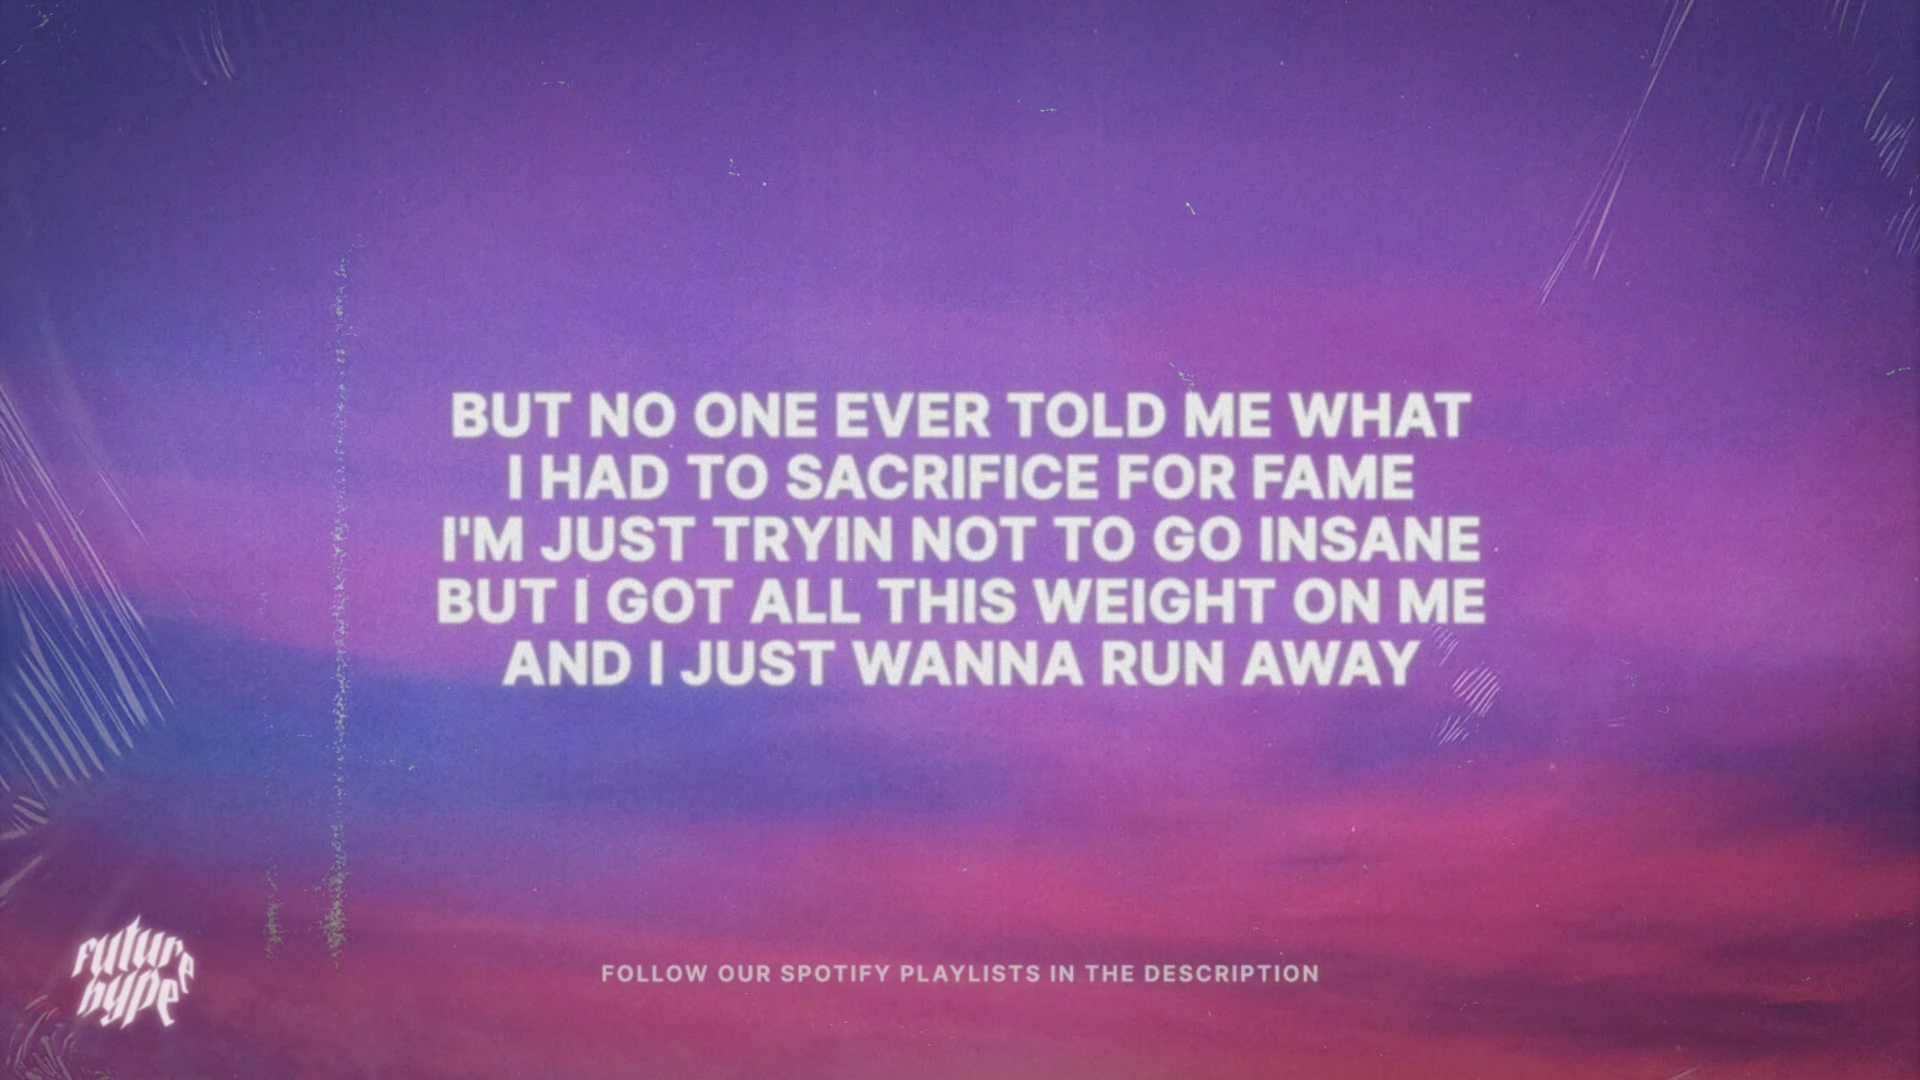 BUT NO ONE EVER TOLD ME WHAT
I HAD TO SACRIFICE FOR FAME
I'M JUST TRYIN NOT TO GO INSANE
BUT I GOT ALL THIS WEIGHT ON ME
AND I JUST WANNA RUN AWAY
FOLLOW OUR SPOTIFY PLAYLISTS IN THE DESCRIPTION
future
hype